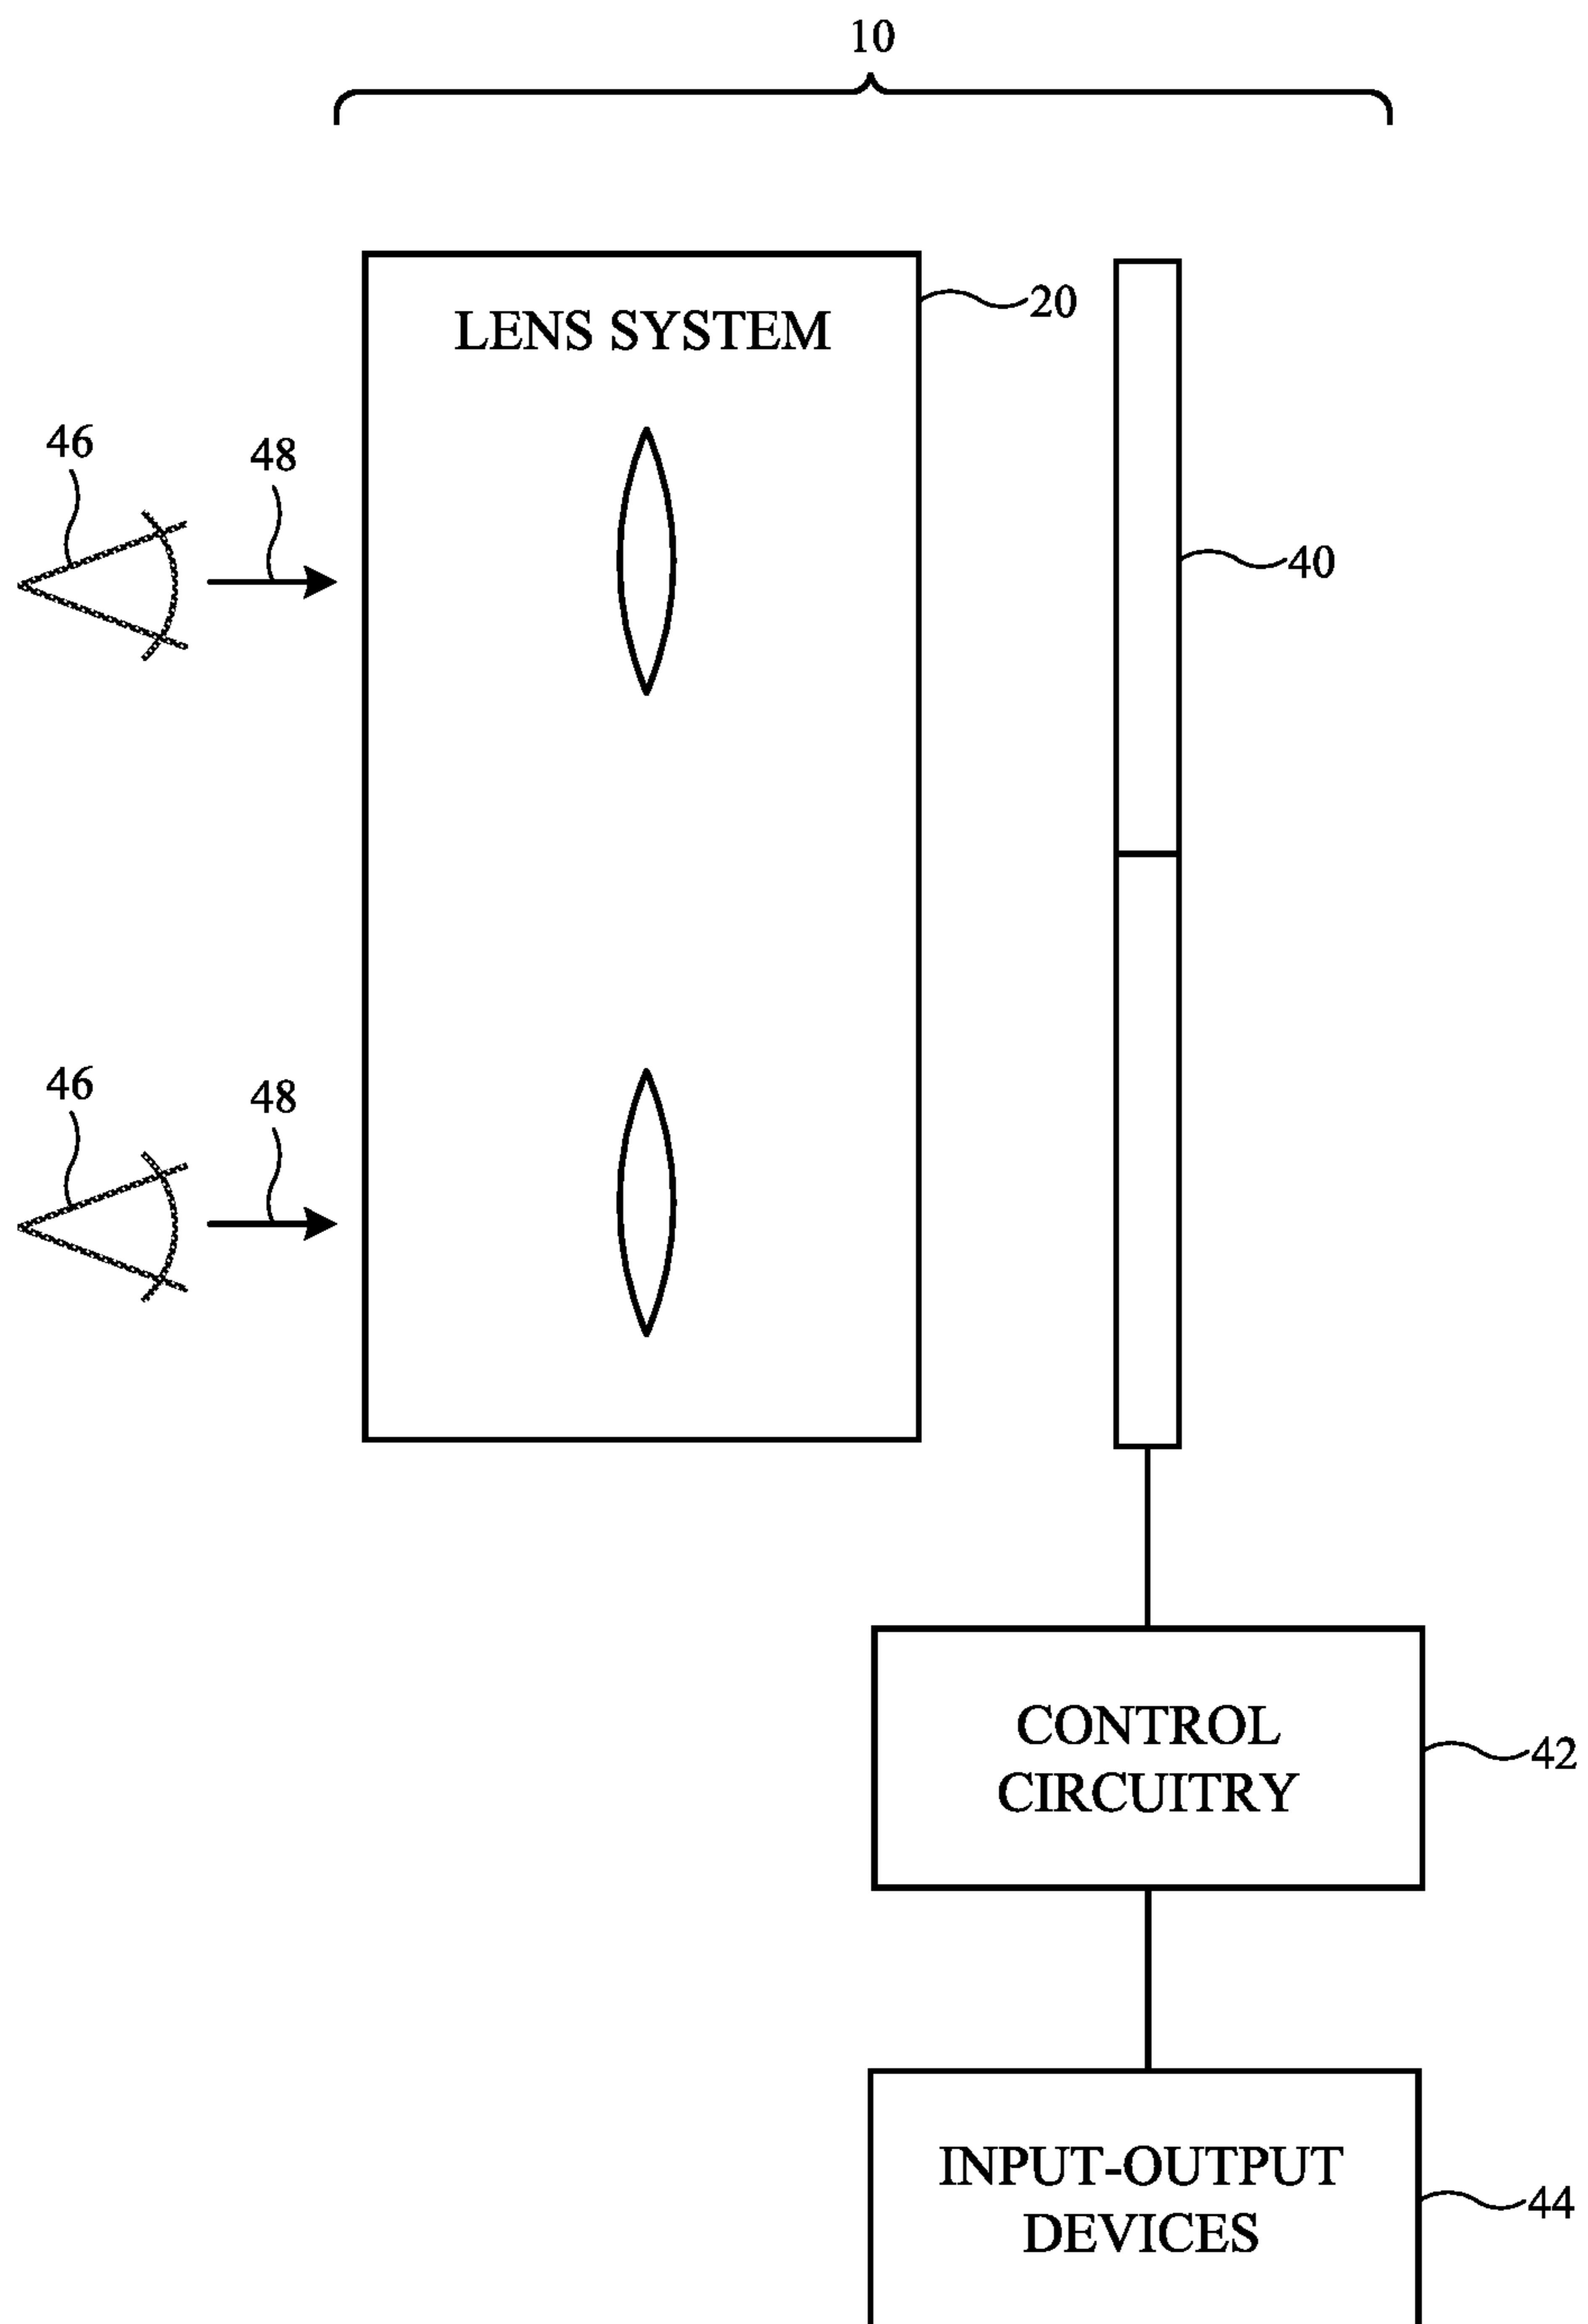 10
LENS SYSTEM
20
46
48
40
46
48
CONTROL
CIRCUITRY
42
INPUT-OUTPUT
DEVICES
44